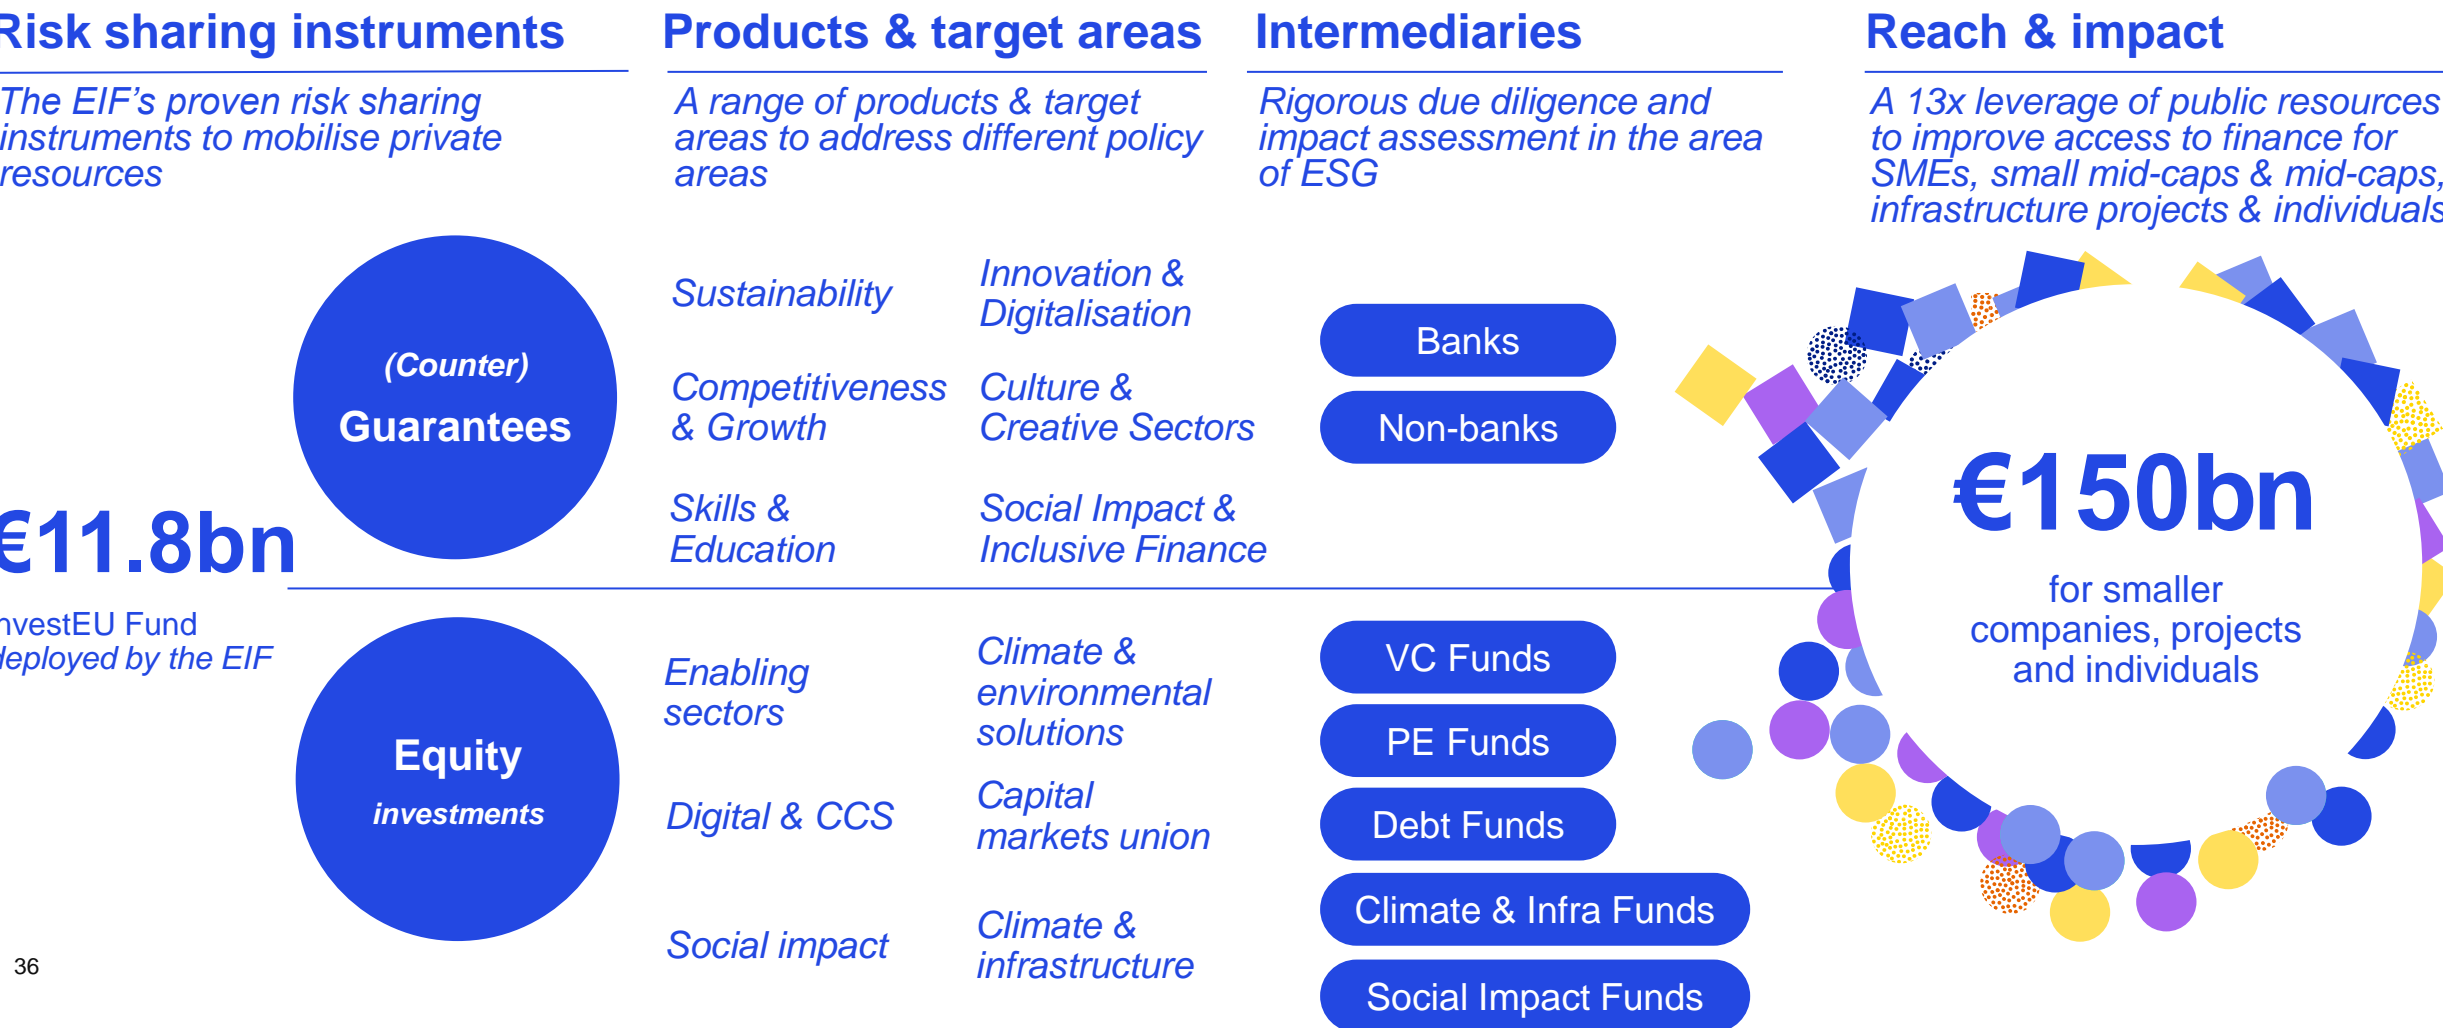 Risk sharing instruments
The EIF's proven risk sharing
instruments to mobilise private
resources
Products & target areas
A range of products & target
areas to address different policy
areas
Intermediaries
Rigorous due diligence and
impact assessment in the area
of ESG
Reach & impact
A 13x leverage of public resources
to improve access to finance for
SMEs, small mid-caps & mid-caps,
infrastructure projects & individuals
€11.8bn
InvestEU Fund
deployed by the EIF
(Counter)
Guarantees
Sustainability
Innovation &
Digitalisation
Competitiveness
& Growth
Culture &
Creative Sectors
Skills &
Education
Social Impact &
Inclusive Finance
Banks
Non-banks
Equity
investments
Enabling
sectors
Climate &
environmental
solutions
Digital & CCS
Capital
markets union
Social impact
Climate &
infrastructure
VC Funds
PE Funds
Debt Funds
Climate & Infra Funds
Social Impact Funds
€150bn
for smaller
companies, projects
and individuals
36